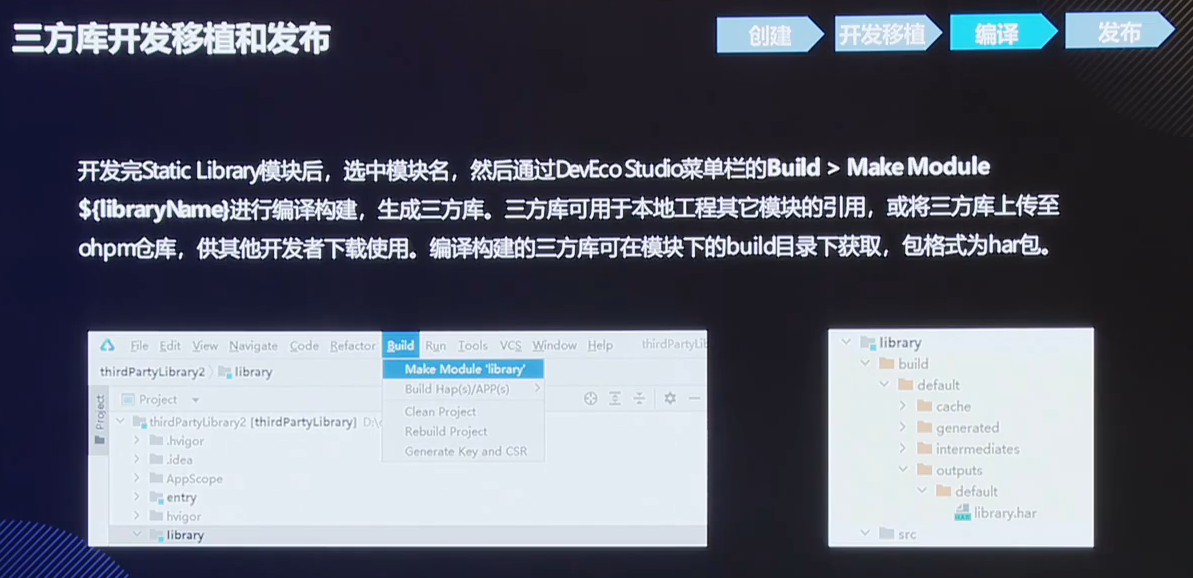 三方库开发移植和发布
创建
开发移植
编译
发布
开发完Static Library模块后，选中模块名，然后通过DevEco Studio菜单栏的Build > Make Module
${libraryName}进行编译构建，生成三方库。三方库可用于本地工程其它模块的引用，或将三方库上传至
ohpm仓库，供其他开发者下载使用。编译构建的三方库可在模块下的build目录下获取，包格式为har包。
File Edit View Navigate Code Refactor Build Run Tools VCS Window Help thirdPartyLib
thirdPartyLibrary2 library
Make Module 'library'
Build Hap(s)/APP(s)
Clean Project
Rebuild Project
Generate Key and CSR
Project
Project
thirdPartyLibrary2 [thirdPartyLibrary] D:\
.hvigor
.idea
AppScope
entry
hvigor
library
library
build
default
cache
generated
intermediates
outputs
default
library.har
src